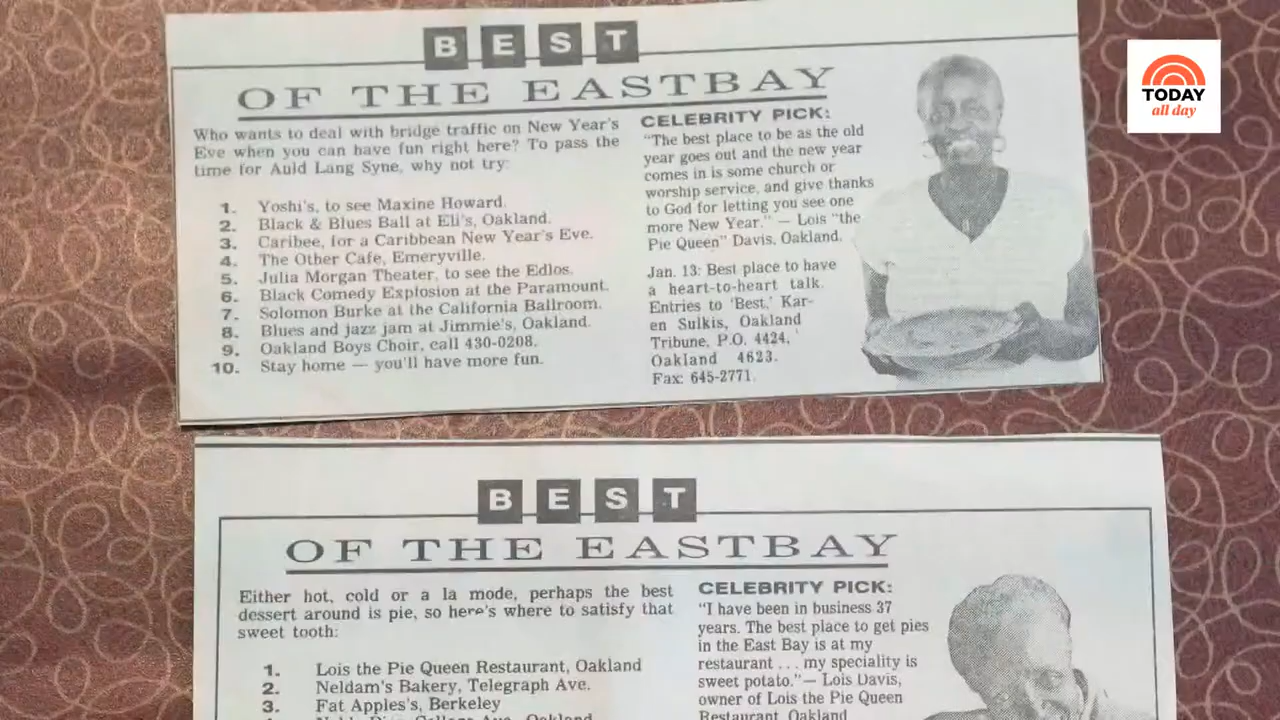 BEST
OF THE EASTBAY
Who wants to deal with bridge traffic on New Year's
Eve when you can have fun right here? To pass the
time for Auld Lang Syne, why not try:
1. Yoshi's, to see Maxine Howard.
2. Black & Blues Ball at Eli's, Oakland.
3. Caribee, for a Caribbean New Year's Eve.
4. The Other Cafe, Emeryville.
5. Julia Morgan Theater, to see the Edlos.
6. Black Comedy Explosion at the Paramount.
7. Solomon Burke at the California Ballroom.
8. Blues and jazz jam at Jimmie's, Oakland.
9. Oakland Boys Choir, call 430-0208.
10. Stay home — you'll have more fun.
CELEBRITY PICK:
"The best place to be as the old
year goes out and the new year
comes in is some church or
worship service, and give thanks
to God for letting you see one
more New Year." — Lois "the
Pie Queen" Davis, Oakland.
Jan. 13: Best place to have
a heart-to-heart talk.
Entries to 'Best,' Kar-
en Sulkis, Oakland
Tribune, P.O. 4424,
Oakland 4623.
Fax: 645-2771.
TODAY
all day
BEST
OF THE EASTBAY
Either hot, cold or a la mode, perhaps the best
dessert around is pie, so here's where to satisfy that
sweet tooth:
1. Lois the Pie Queen Restaurant, Oakland
2. Neldam's Bakery, Telegraph Ave.
3. Fat Apples's, Berkeley
College Ave., Oakland
CELEBRITY PICK:
"I have been in business 37
years. The best place to get pies
in the East Bay is at my
restaurant . . . my speciality is
sweet potato."— Lois Davis,
owner of Lois the Pie Queen
Restaurant, Oakland